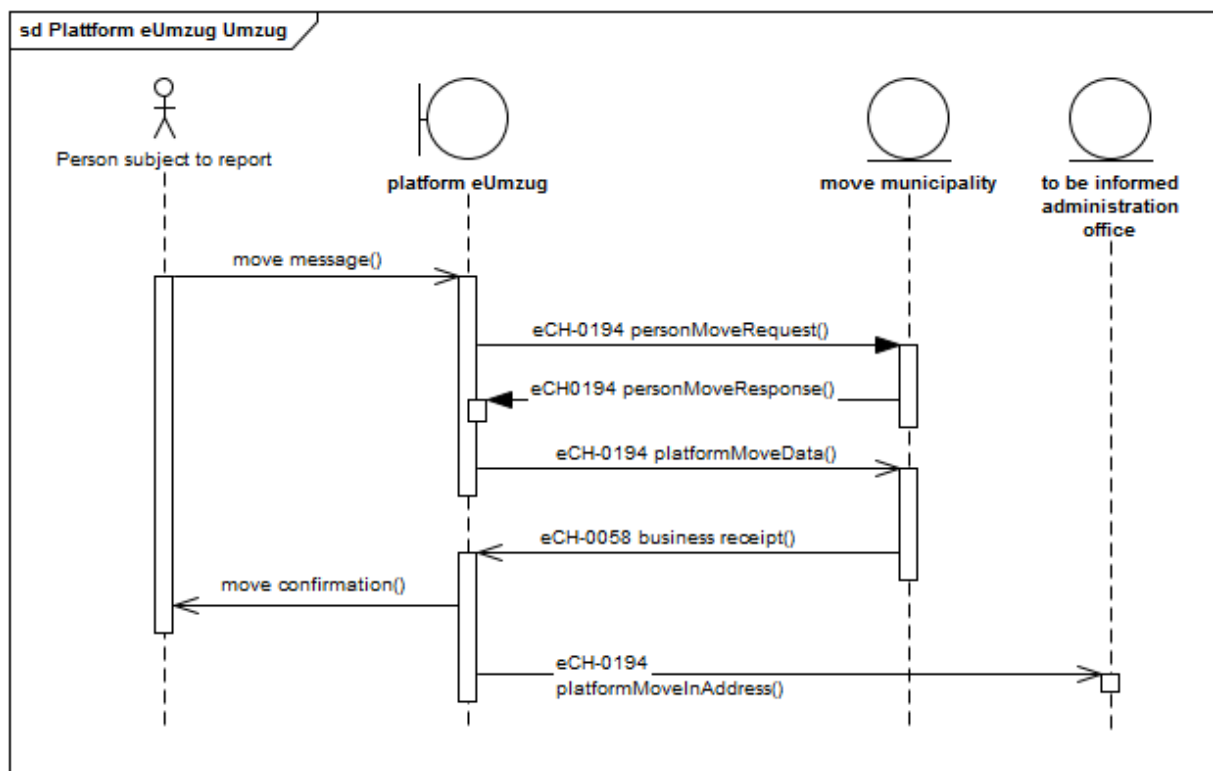 sd Plattform eUmzug Umzug
Person subject to report
platform eUmzug
move municipality
to be informed
administration
office
move message()
eCH-0194 personMoveRequest()
eCH0194 personMoveResponse()
eCH-0194 platformMoveData()
eCH-0058 business receipt()
move confirmation()
eCH-0194
platformMoveInAddress()